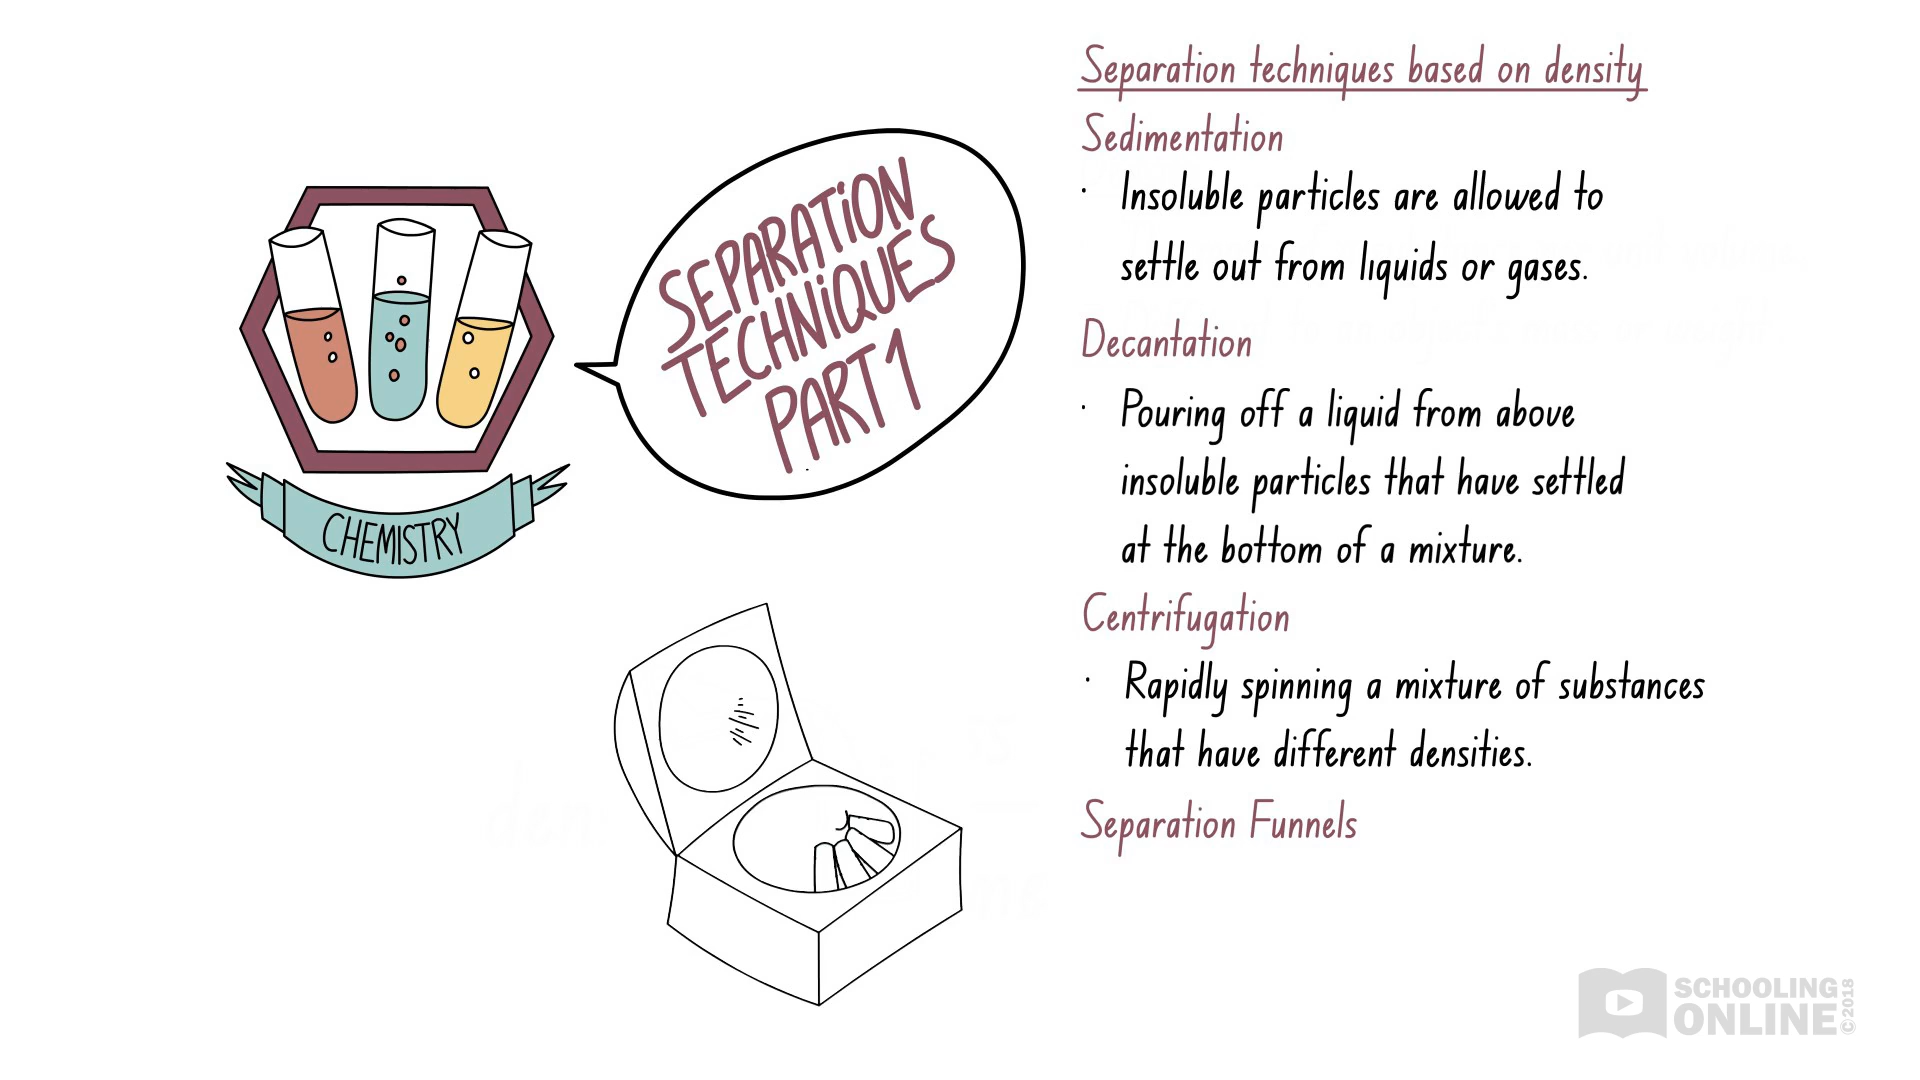 CHEMISTRY
SEPARATION
TECHNIQUES
PART 1
Separation techniques based on density
Sedimentation
· Insoluble particles are allowed to
settle out from liquids or gases.
Decantation
· Pouring off a liquid from above
insoluble particles that have settled
at the bottom of a mixture.
Centrifugation
· Rapidly spinning a mixture of substances
that have different densities.
Separation Funnels
SCHOOLING
ONLINE
©2018